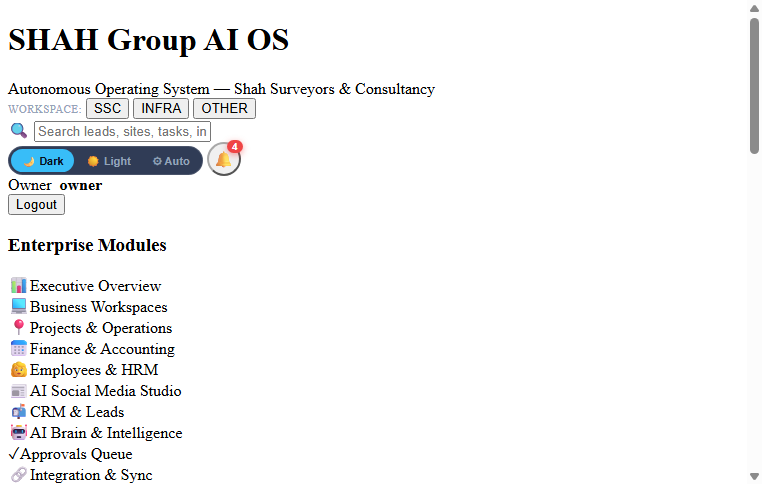 SHAH Group AI OS
Autonomous Operating System — Shah Surveyors & Consultancy
WORKSPACE: SSC INFRA OTHER
Search leads, sites, tasks, in
Dark Light Auto 4
Owner owner
Logout
Enterprise Modules
Executive Overview
Business Workspaces
Projects & Operations
Finance & Accounting
Employees & HRM
AI Social Media Studio
CRM & Leads
AI Brain & Intelligence
✓Approvals Queue
Integration & Sync